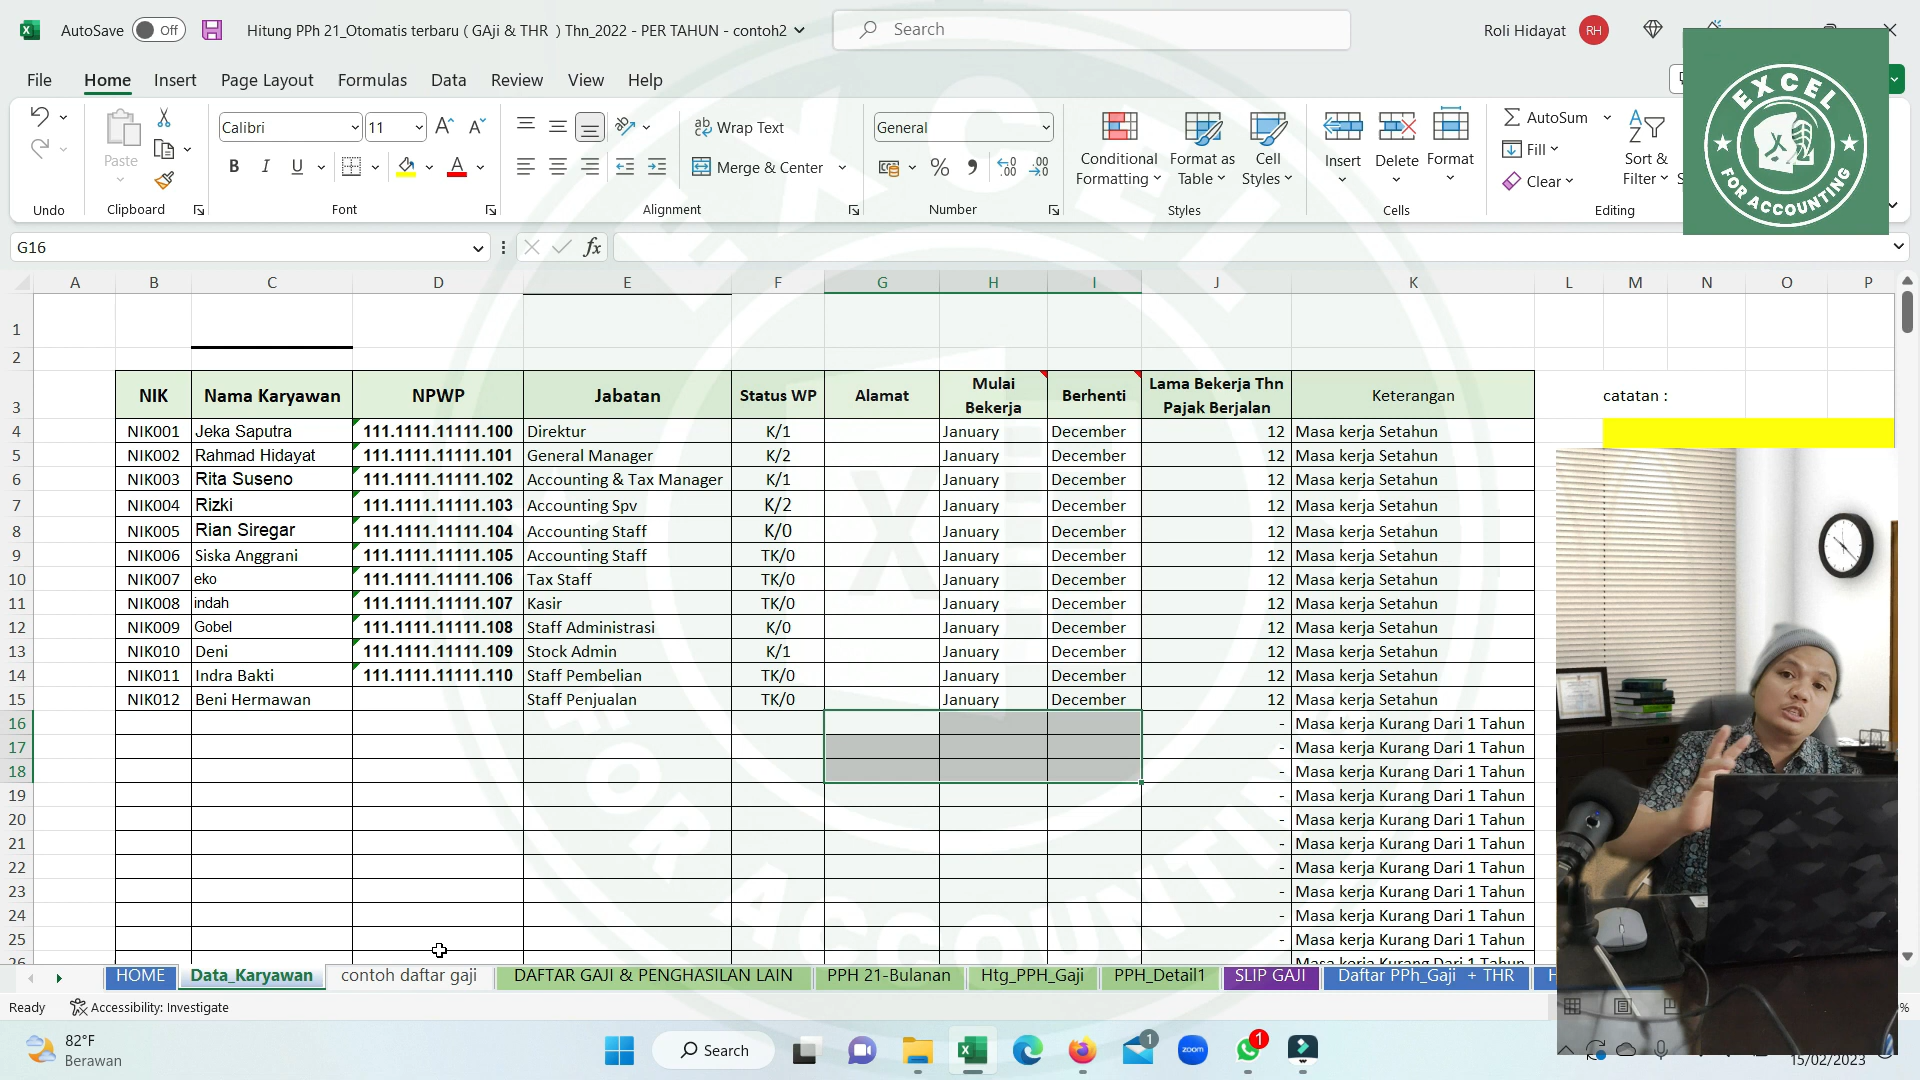 AutoSave Off Hitung PPh 21_Otomatis terbaru ( GAji & THR ) Thn_2022 - PER TAHUN - contoh2 Search Roli Hidayat RH
File Home Insert Page Layout Formulas Data Review View Help
Paste
Calibri 11
B I U A
Wrap Text
Merge & Center
General
Conditional Formatting
Format as Table
Cell Styles
Insert Delete Format
AutoSum
Fill
Clear
Sort & Filter
Undo Clipboard Font Alignment Number Styles Cells Editing
EXCEL
FOR ACCOUNTING
G16 fx
A B C D E F G H I J K L M N O P
1
2
3 NIK Nama Karyawan NPWP Jabatan Status WP Alamat Mulai Bekerja Berhenti Lama Bekerja Thn Pajak Berjalan Keterangan catatan :
4 NIK001 Jeka Saputra 111.1111.11111.100 Direktur K/1 January December 12 Masa kerja Setahun
5 NIK002 Rahmad Hidayat 111.1111.11111.101 General Manager K/2 January December 12 Masa kerja Setahun
6 NIK003 Rita Suseno 111.1111.11111.102 Accounting & Tax Manager K/1 January December 12 Masa kerja Setahun
7 NIK004 Rizki 111.1111.11111.103 Accounting Spv K/2 January December 12 Masa kerja Setahun
8 NIK005 Rian Siregar 111.1111.11111.104 Accounting Staff K/0 January December 12 Masa kerja Setahun
9 NIK006 Siska Anggrani 111.1111.11111.105 Accounting Staff TK/0 January December 12 Masa kerja Setahun
10 NIK007 eko 111.1111.11111.106 Tax Staff TK/0 January December 12 Masa kerja Setahun
11 NIK008 indah 111.1111.11111.107 Kasir TK/0 January December 12 Masa kerja Setahun
12 NIK009 Gobel 111.1111.11111.108 Staff Administrasi K/0 January December 12 Masa kerja Setahun
13 NIK010 Deni 111.1111.11111.109 Stock Admin K/1 January December 12 Masa kerja Setahun
14 NIK011 Indra Bakti 111.1111.11111.110 Staff Pembelian TK/0 January December 12 Masa kerja Setahun
15 NIK012 Beni Hermawan Staff Penjualan TK/0 January December 12 Masa kerja Setahun
16 - Masa kerja Kurang Dari 1 Tahun
17 - Masa kerja Kurang Dari 1 Tahun
18 - Masa kerja Kurang Dari 1 Tahun
19 - Masa kerja Kurang Dari 1 Tahun
20 - Masa kerja Kurang Dari 1 Tahun
21 - Masa kerja Kurang Dari 1 Tahun
22 - Masa kerja Kurang Dari 1 Tahun
23 - Masa kerja Kurang Dari 1 Tahun
24 - Masa kerja Kurang Dari 1 Tahun
25 - Masa kerja Kurang Dari 1 Tahun
26 Masa kerja Kurang Dari 1 Tahun
HOME Data_Karyawan contoh daftar gaji DAFTAR GAJI & PENGHASILAN LAIN PPH 21-Bulanan Htg_PPH_Gaji PPH_Detail1 SLIP GAJI Daftar PPh_Gaji + THR H
Ready Accessibility: Investigate %
82°F
Berawan
Search
1
zoom
1
15/02/2023
EXCEL
FOR ACCOUNTING